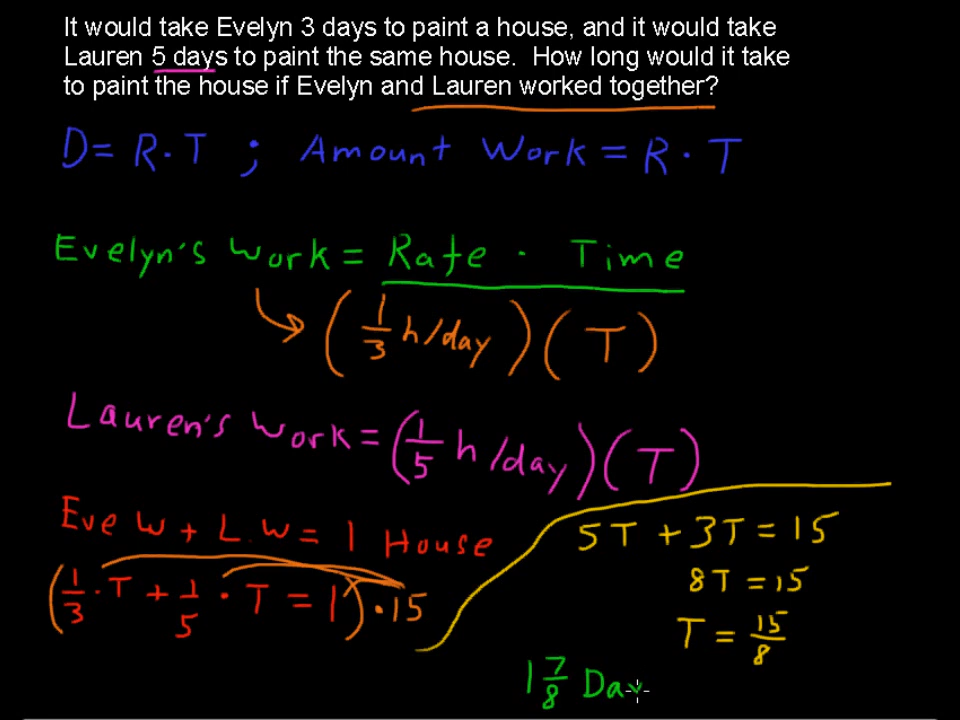 It would take Evelyn 3 days to paint a house, and it would take
Lauren 5 days to paint the same house. How long would it take
to paint the house if Evelyn and Lauren worked together?
D = R · T ; Amount Work = R · T
Evelyn's Work = Rate · Time
(1/3 h/day)(T)
Lauren's Work = (1/5 h/day)(T)
Eve W + L.W = 1 House
(1/3 · T + 1/5 · T = 1) · 15
5T + 3T = 15
8T = 15
T = 15/8
1 7/8 Day